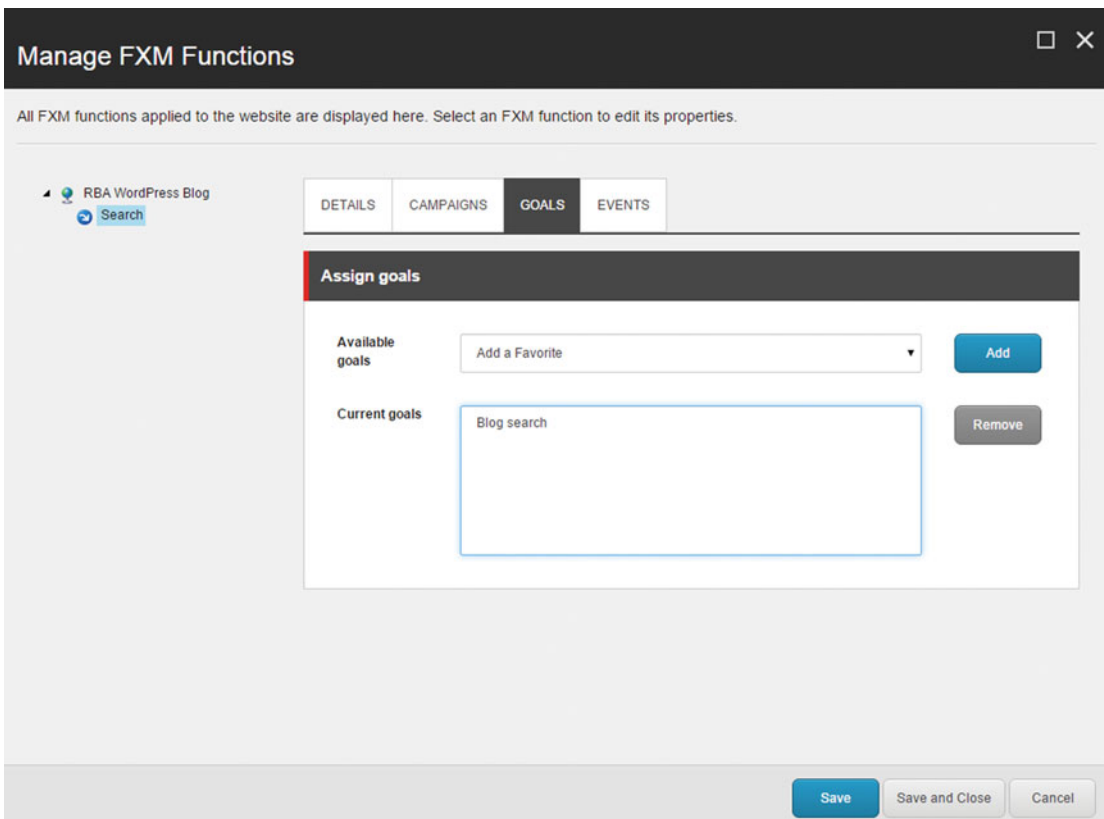 Manage FXM Functions
All FXM functions applied to the website are displayed here. Select an FXM function to edit its properties.
RBA WordPress Blog
Search
DETAILS CAMPAIGNS GOALS EVENTS
Assign goals
Available
goals
Add a Favorite
Add
Current goals
Blog search
Remove
Save Save and Close Cancel